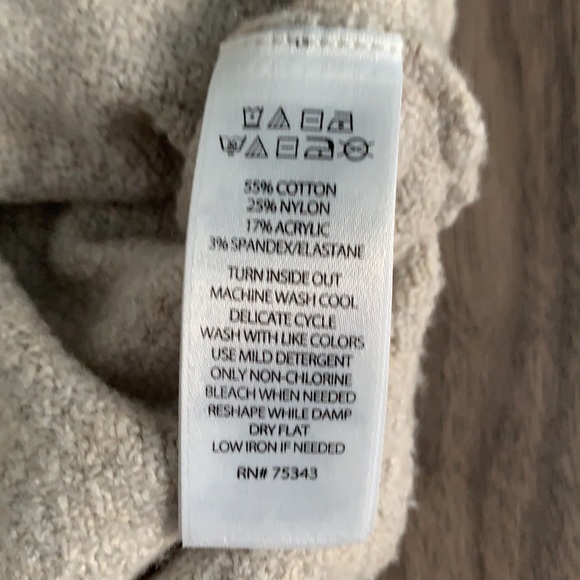 55% COTTON
25% NYLON
17% ACRYLIC
3% SPANDEX/ELASTANE
TURN INSIDE OUT
MACHINE WASH COOL
DELICATE CYCLE
WASH WITH LIKE COLORS
USE MILD DETERGENT
ONLY NON-CHLORINE
BLEACH WHEN NEEDED
RESHAPE WHILE DAMP
DRY FLAT
LOW IRON IF NEEDED
RN# 75343